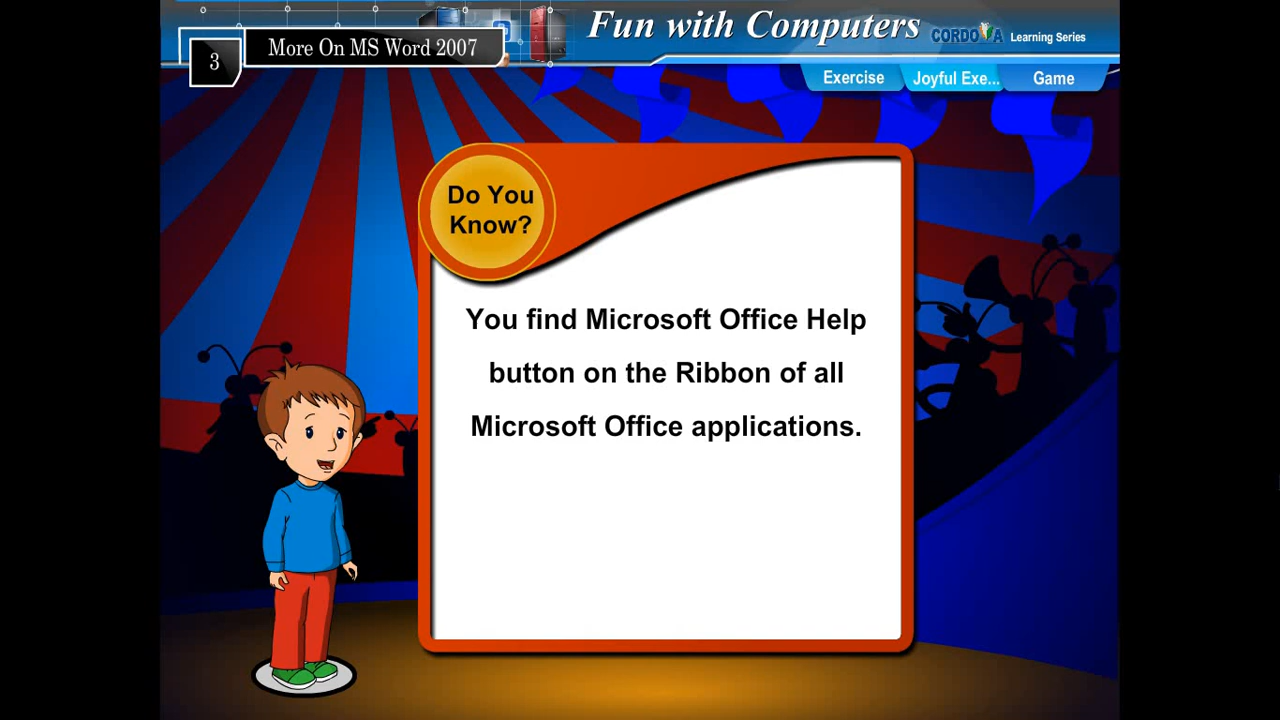 Fun with Computers
CORDOVA Learning Series
3
More On MS Word 2007
Exercise
Joyful Exe...
Game
Do You
Know?
You find Microsoft Office Help
button on the Ribbon of all
Microsoft Office applications.